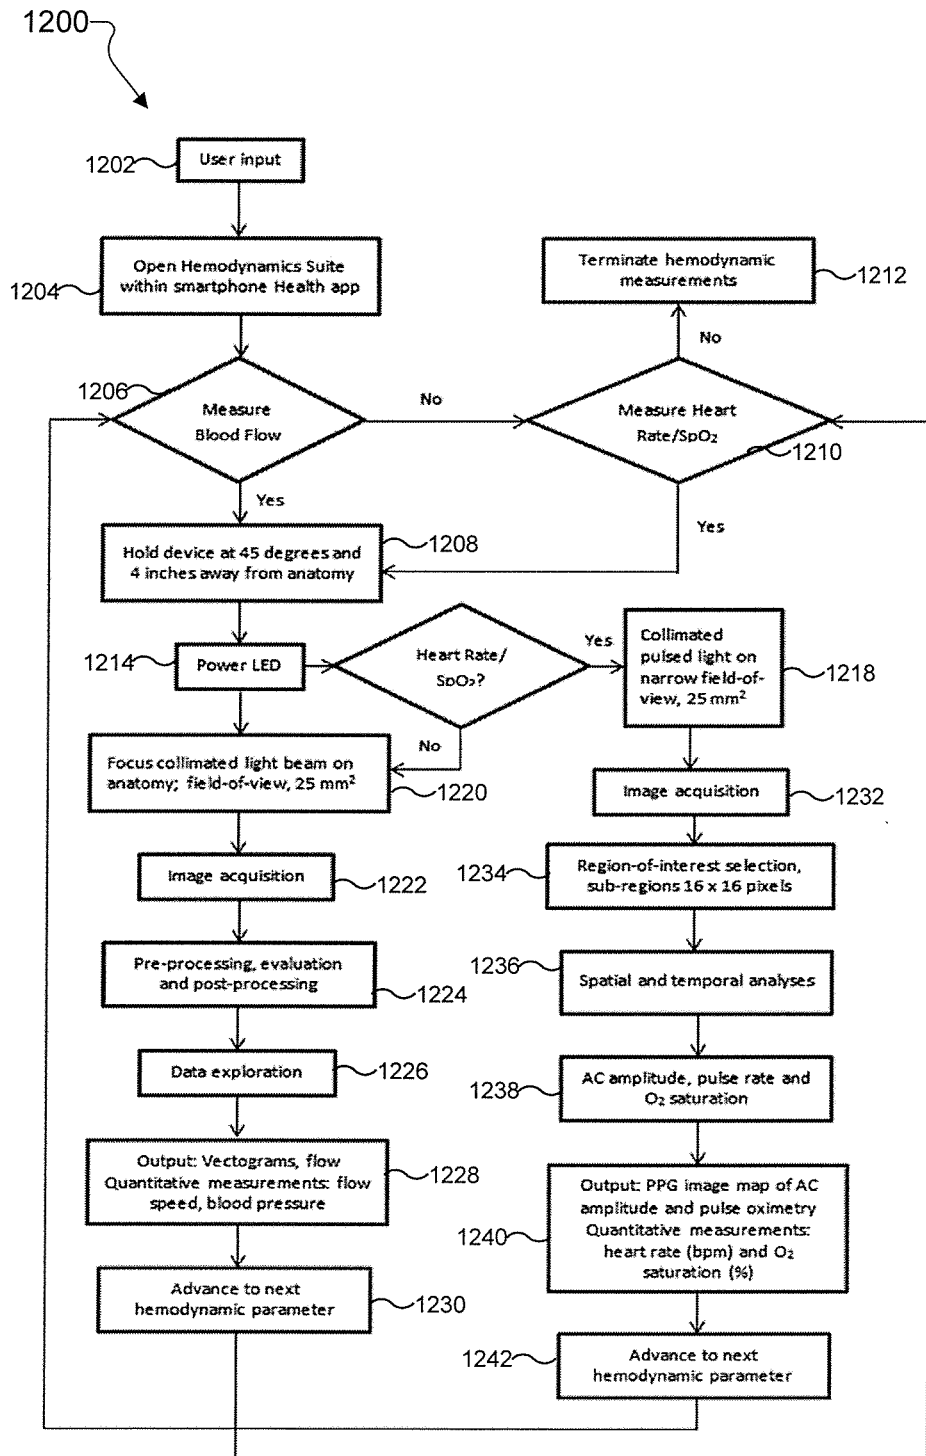 1200
1202
User input
1204
Open Hemodynamics Suite
within smartphone Health app
Terminate hemodynamic
measurements
1212
No
1206
Measure
Blood Flow
No
Measure Heart
Rate/SpO₂
1210
Yes
Yes
Hold device at 45 degrees and
4 inches away from anatomy
1208
1214
Power LED
Heart Rate/
SpO₂?
Yes
No
Collimated
pulsed light on
narrow field-of-
view, 25 mm²
1218
Focus collimated light beam on
anatomy; field-of-view, 25 mm²
1220
Image acquisition
1232
Image acquisition
1222
1234
Region-of-interest selection,
sub-regions 16 x 16 pixels
Pre-processing, evaluation
and post-processing
1224
1236
Spatial and temporal analyses
Data exploration
1226
1238
AC amplitude, pulse rate and
O₂ saturation
Output: Vectograms, flow
Quantitative measurements: flow
speed, blood pressure
1228
1240
Output: PPG image map of AC
amplitude and pulse oximetry
Quantitative measurements:
heart rate (bpm) and O₂
saturation (%)
Advance to next
hemodynamic parameter
1230
1242
Advance to next
hemodynamic parameter